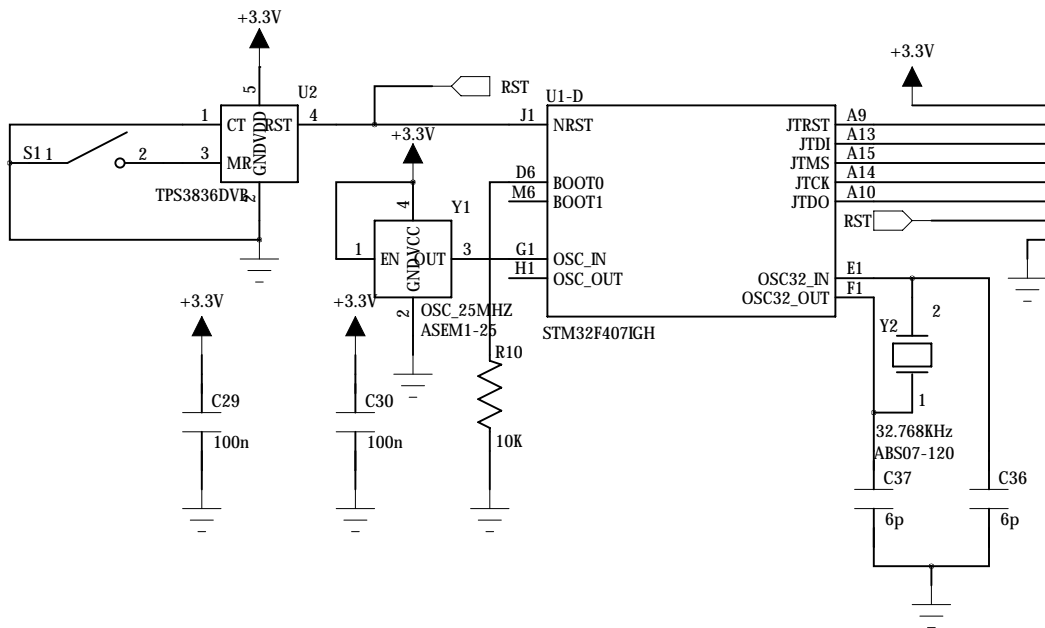 +3.3V
+3.3V
5
U2
RST
U1-D
1
CT
RST
4
J1
NRST
JTRST
A9
GNDVDD
+3.3V
JTDI
A13
S1
1
2
3
MR
D6
BOOT0
JTMS
A15
M6
BOOT1
JTCK
A14
TPS3836DVB
2
4
Y1
JTDO
A10
RST
1
EN
OUT
3
G1
OSC_IN
GNDVCC
H1
OSC_OUT
OSC32_IN
E1
OSC32_OUT
F1
+3.3V
+3.3V
2
OSC_25MHZ
ASEM1-25
STM32F407IGH
Y2
2
R10
C29
C30
1
100n
100n
10K
32.768KHz
ABS07-120
C37
C36
6p
6p